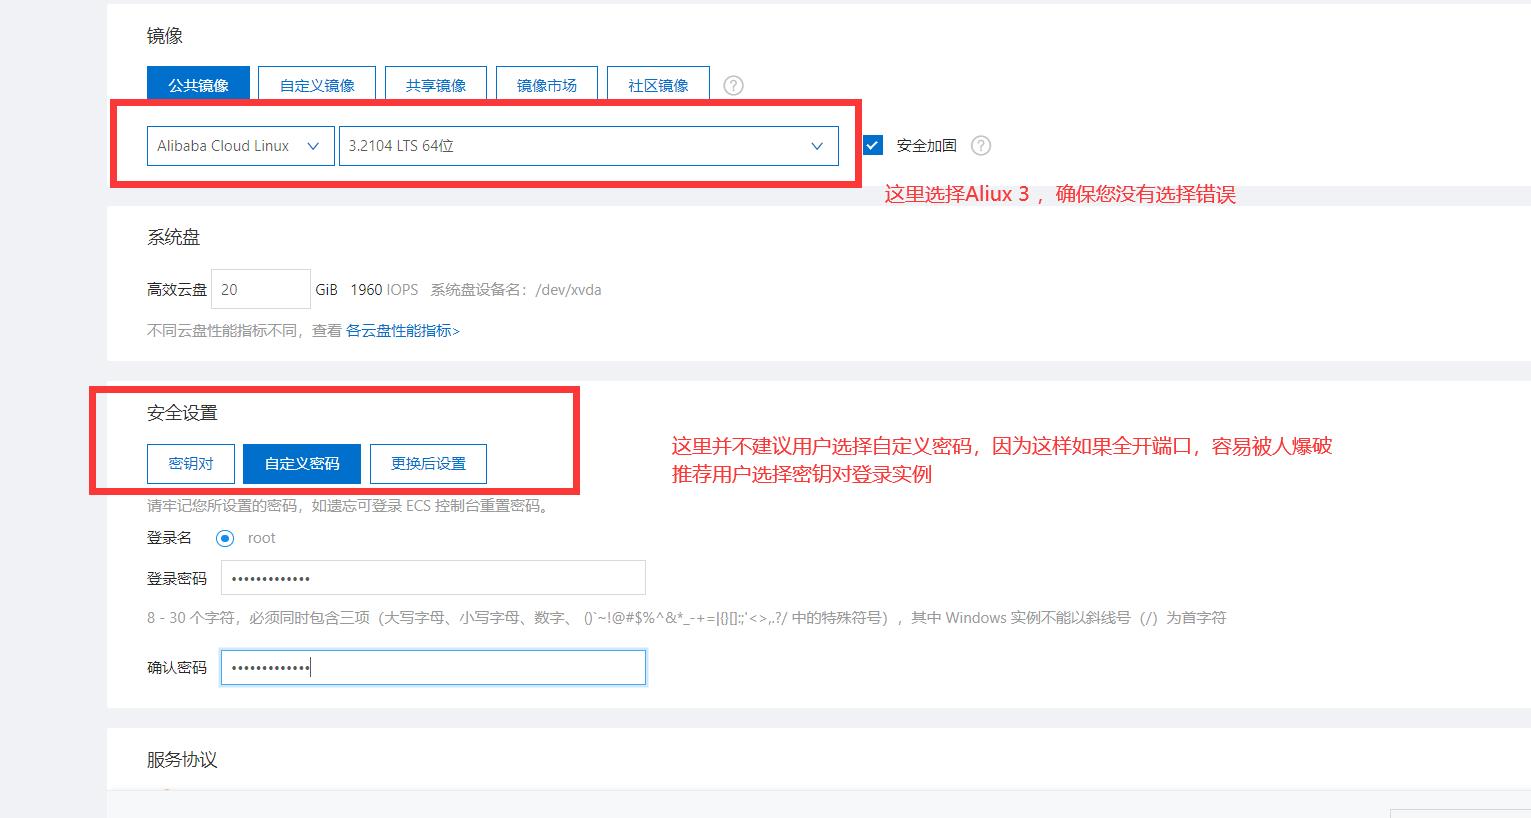 镜像
公共镜像 自定义镜像 共享镜像 镜像市场 社区镜像 ?
Alibaba Cloud Linux 3.2104 LTS 64位 安全加固 ?
这里选择Aliux 3 ，确保您没有选择错误
系统盘
高效云盘 20 GiB 1960 IOPS 系统盘设备名：/dev/xvda
不同云盘性能指标不同，查看 各云盘性能指标>
安全设置
密钥对 自定义密码 更换后设置
这里并不建议用户选择自定义密码，因为这样如果全开端口，容易被人爆破
推荐用户选择密钥对登录实例
请牢记您所设置的密码，如遗忘可登录 ECS 控制台重置密码。
登录名 root
登录密码 •••••••••••••
8 - 30 个字符，必须同时包含三项（大写字母、小写字母、数字、 ()`~!@#$%^&*_-+=|{}[]:;'<>,.?/ 中的特殊符号），其中 Windows 实例不能以斜线号（/）为首字符
确认密码 •••••••••••••
服务协议